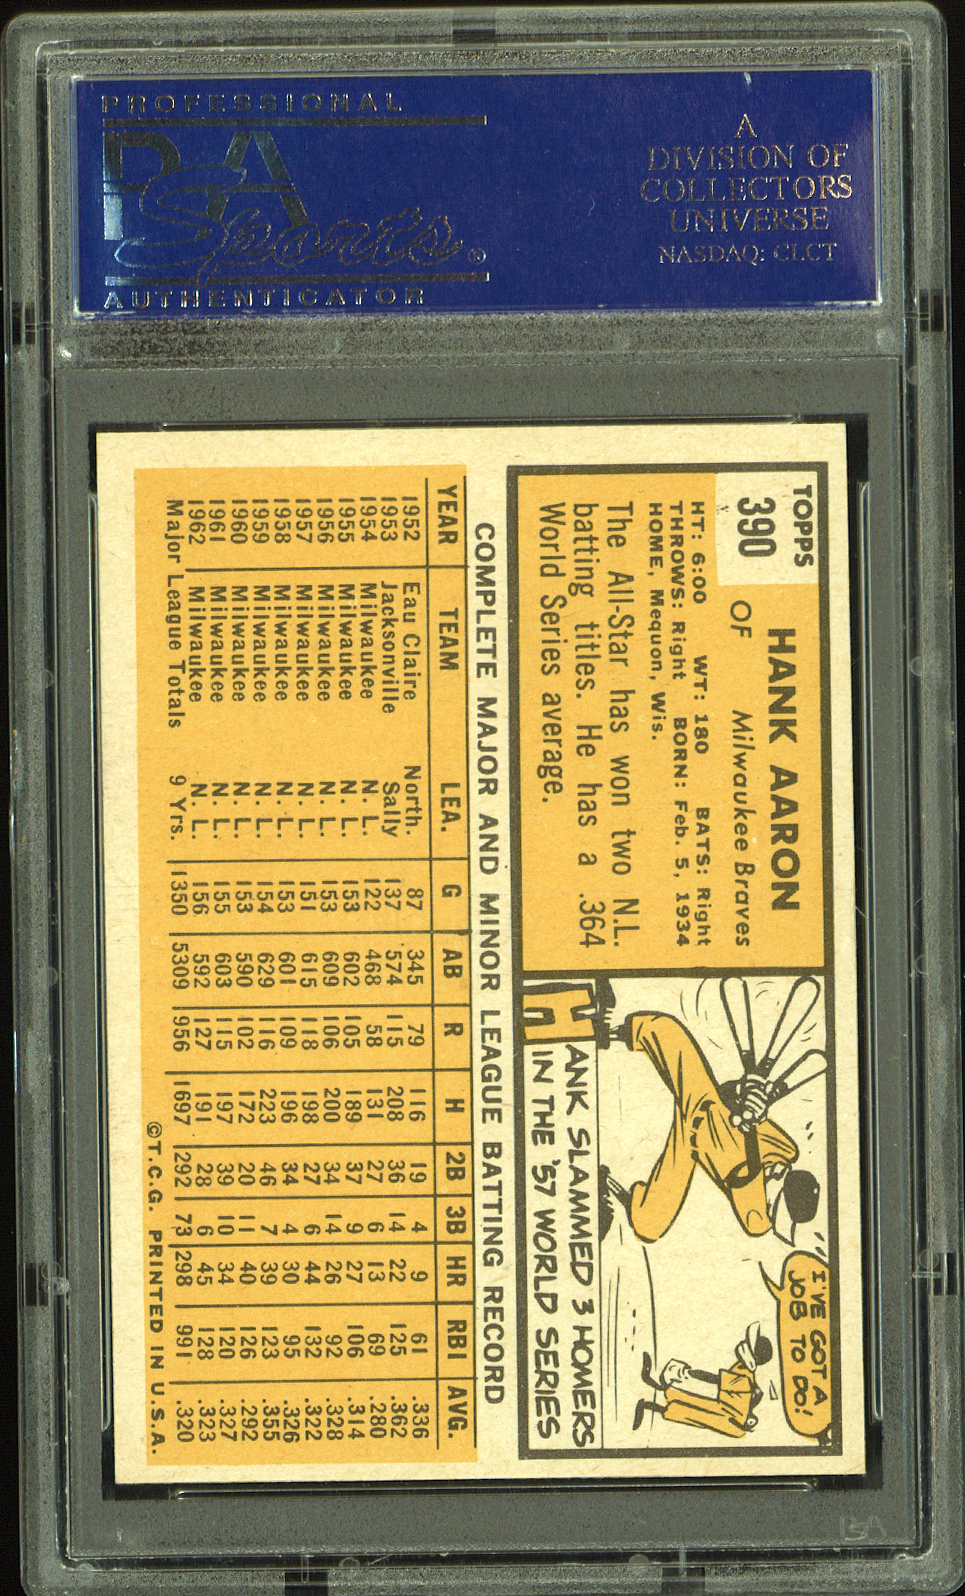 PROFESSIONAL
PSA
Sports®
AUTHENTICATOR
A
DIVISION OF
COLLECTORS
UNIVERSE
NASDAQ: CLCT
TOPPS
390
HANK AARON
OF Milwaukee Braves
HT: 6:00 WT: 180 BATS: Right
THROWS: Right BORN: Feb. 5, 1934
HOME, Mequon, Wis.
The All-Star has won two N.L.
batting titles. He has a .364
World Series average.
I'VE GOT A
JOB TO DO!
HANK SLAMMED 3 HOMERS
IN THE '57 WORLD SERIES
COMPLETE MAJOR AND MINOR LEAGUE BATTING RECORD
YEAR TEAM LEA. G AB R H 2B 3B HR RBI AVG.
1952 Eau Claire North. 87 345 79 116 19 4 9 61 .336
1953 Jacksonville Sally 137 574 115 208 36 14 22 125 .362
1954 Milwaukee N. L. 122 468 58 131 27 6 13 69 .280
1955 Milwaukee N. L. 153 602 105 189 37 9 27 106 .314
1956 Milwaukee N. L. 153 609 106 200 34 14 26 92 .328
1957 Milwaukee N. L. 151 615 118 198 27 6 44 132 .322
1958 Milwaukee N. L. 153 601 109 196 34 4 30 95 .326
1959 Milwaukee N. L. 154 629 116 223 46 7 39 123 .355
1960 Milwaukee N. L. 153 590 102 172 20 11 40 126 .292
1961 Milwaukee N. L. 155 603 115 197 39 10 34 120 .327
1962 Milwaukee N. L. 156 592 127 191 28 6 45 128 .323
Major League Totals 9 Yrs. 1350 5309 956 1697 292 73 298 991 .320
©T.C.G. PRINTED IN U.S.A.
PSA